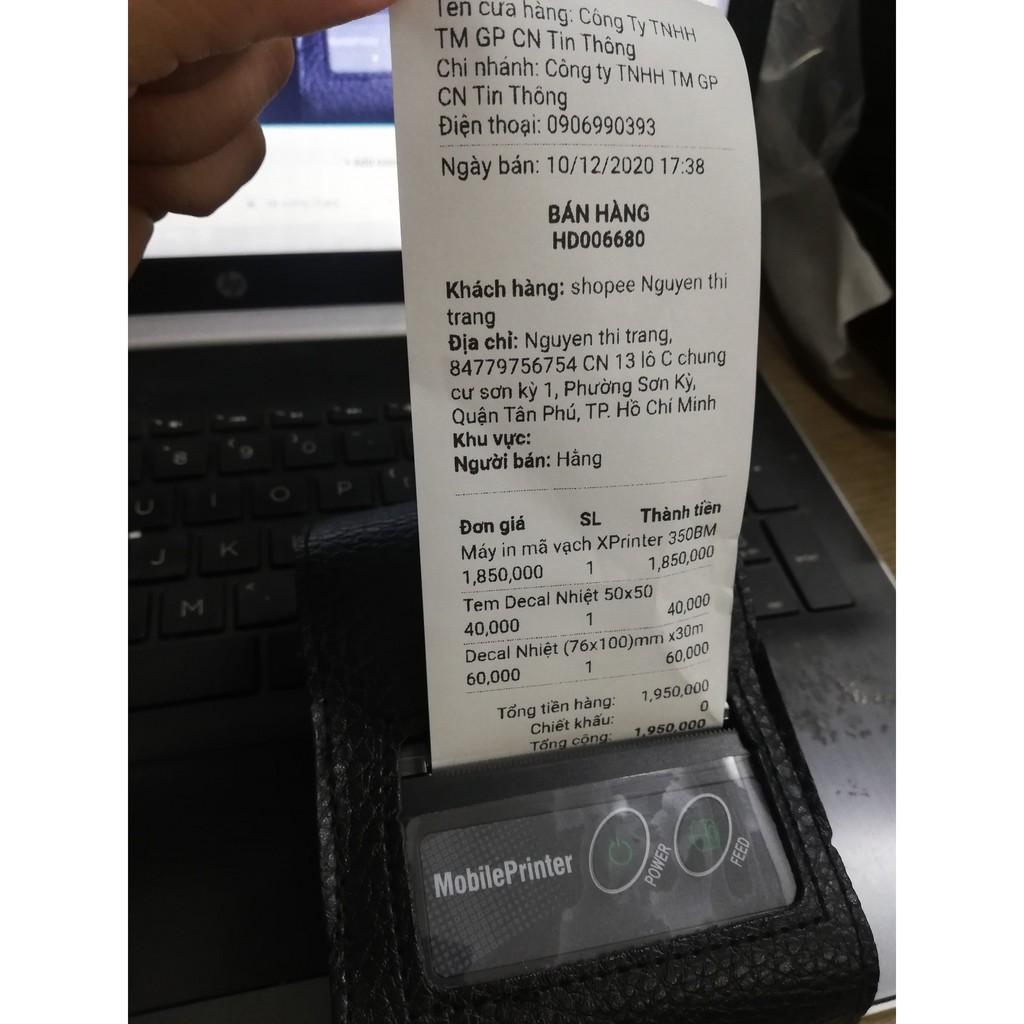 Tên cửa hàng: Công Ty TNHH
TM GP CN Tin Thông
Chi nhánh: Công ty TNHH TM GP
CN Tin Thông
Điện thoại: 0906990393
Ngày bán: 10/12/2020 17:38
BÁN HÀNG
HD006680
Khách hàng: shopee Nguyen thi
trang
Địa chỉ: Nguyen thi trang,
84779756754 CN 13 lô C chung
cư sơn kỳ 1, Phường Sơn Kỳ,
Quận Tân Phú, TP. Hồ Chí Minh
Khu vực:
Người bán: Hằng
Đơn giá SL Thành tiền
Máy in mã vạch XPrinter 350BM
1,850,000 1 1,850,000
Tem Decal Nhiệt 50x50
40,000 1 40,000
Decal Nhiệt (76x100)mm x30m
60,000 1 60,000
Tổng tiền hàng: 1,950,000
Chiết khấu: 0
Tổng cộng: 1,950,000
MobilePrinter
POWER
FEED
hp
8
9
0
U
I
O
P
J
K
L
M